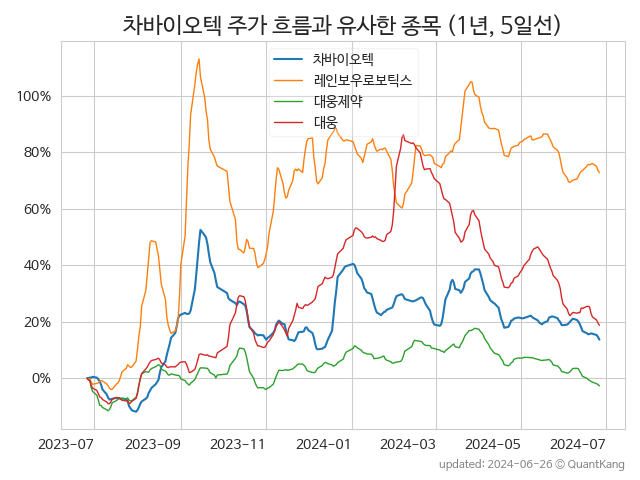 차바이오텍 주가 흐름과 유사한 종목 (1년, 5일선)
차바이오텍
레인보우로보틱스
대웅제약
대웅
100%
80%
60%
40%
20%
0%
2023-07 2023-09 2023-11 2024-01 2024-03 2024-05 2024-07
updated: 2024-06-26 © QuantKang